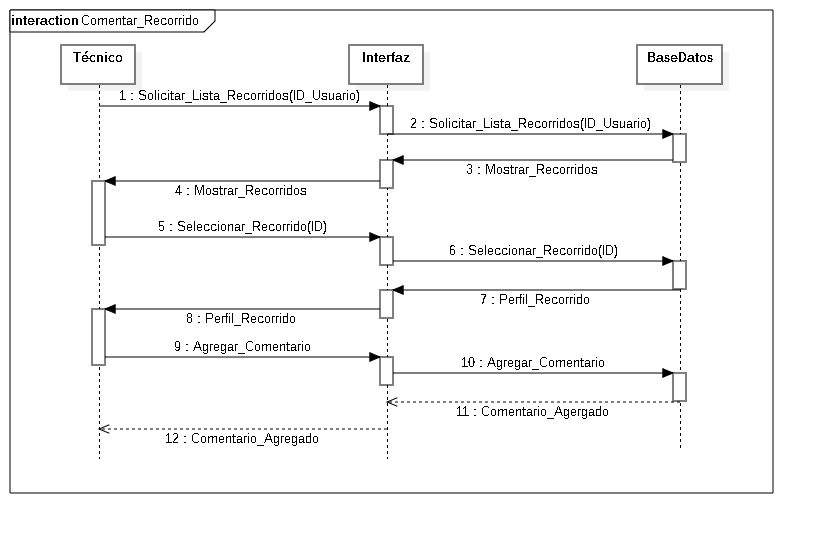 interaction Comentar_Recorrido
Técnico
Interfaz
BaseDatos
1 : Solicitar_Lista_Recorridos(ID_Usuario)
2 : Solicitar_Lista_Recorridos(ID_Usuario)
3 : Mostrar_Recorridos
4 : Mostrar_Recorridos
5 : Seleccionar_Recorrido(ID)
6 : Seleccionar_Recorrido(ID)
7 : Perfil_Recorrido
8 : Perfil_Recorrido
9 : Agregar_Comentario
10 : Agregar_Comentario
11 : Comentario_Agergado
12 : Comentario_Agregado